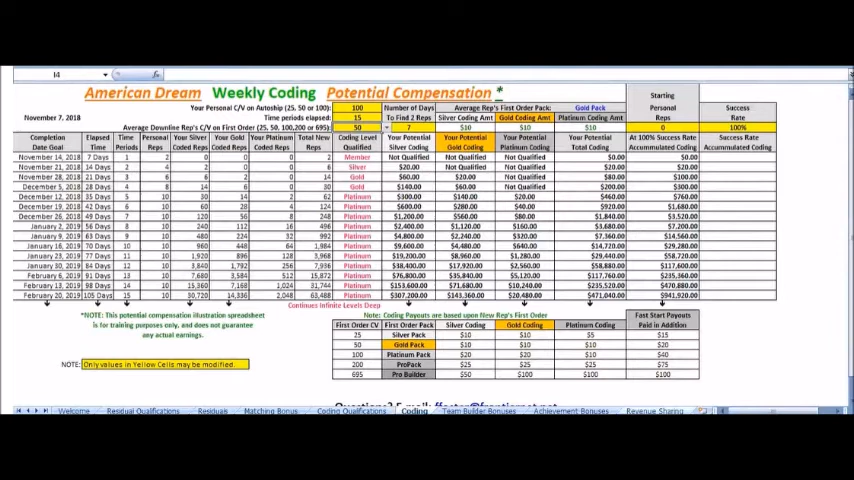 I4
American Dream Weekly Coding Potential Compensation *
Your Personal C/V on Autoship (25, 50 or 100): 100 Number of Days Average Rep's First Order Pack: Gold Pack Starting Personal Reps Success Rate
November 7, 2018 Time periods elapsed: 15 To Find 2 Reps Silver Coding Amt Gold Coding Amt Platinum Coding Amt
Average Downline Rep's C/V on First Order (25, 50, 100, 200 or 695): 50 7 $10 $10 $10 0 100%
Completion Date Goal Elapsed Time Time Periods Personal Reps Your Silver Coded Reps Your Gold Coded Reps Your Platinum Coded Reps Total New Reps Coding Level Qualified Your Potential Silver Coding Your Potential Gold Coding Your Potential Platinum Coding Your Potential Total Coding At 100% Success Rate Accumulated Coding Success Rate Accumulated Coding
November 14, 2018 7 Days 1 2 0 0 0 2 Member Not Qualified Not Qualified Not Qualified $0.00 $0.00
November 21, 2018 14 Days 2 4 2 0 0 6 Silver $20.00 Not Qualified Not Qualified $20.00 $20.00
November 28, 2018 21 Days 3 6 6 2 0 14 Gold $60.00 $20.00 Not Qualified $80.00 $100.00
December 5, 2018 28 Days 4 8 14 6 0 30 Gold $140.00 $60.00 Not Qualified $200.00 $300.00
December 12, 2018 35 Days 5 10 30 14 2 62 Platinum $300.00 $140.00 $20.00 $460.00 $760.00
December 19, 2018 42 Days 6 10 60 28 4 124 Platinum $600.00 $280.00 $40.00 $920.00 $1,680.00
December 26, 2018 49 Days 7 10 120 56 8 248 Platinum $1,200.00 $560.00 $80.00 $1,840.00 $3,520.00
January 2, 2019 56 Days 8 10 240 112 16 496 Platinum $2,400.00 $1,120.00 $160.00 $3,680.00 $7,200.00
January 9, 2019 63 Days 9 10 480 224 32 992 Platinum $4,800.00 $2,240.00 $320.00 $7,360.00 $14,560.00
January 16, 2019 70 Days 10 10 960 448 64 1,984 Platinum $9,600.00 $4,480.00 $640.00 $14,720.00 $29,280.00
January 23, 2019 77 Days 11 10 1,920 896 128 3,968 Platinum $19,200.00 $8,960.00 $1,280.00 $29,440.00 $58,720.00
January 30, 2019 84 Days 12 10 3,840 1,792 256 7,936 Platinum $38,400.00 $17,920.00 $2,560.00 $58,880.00 $117,600.00
February 6, 2019 91 Days 13 10 7,680 3,584 512 15,872 Platinum $76,800.00 $35,840.00 $5,120.00 $117,760.00 $235,360.00
February 13, 2019 98 Days 14 10 15,360 7,168 1,024 31,744 Platinum $153,600.00 $71,680.00 $10,240.00 $235,520.00 $470,880.00
February 20, 2019 105 Days 15 10 30,720 14,336 2,048 63,488 Platinum $307,200.00 $143,360.00 $20,480.00 $471,040.00 $941,920.00
Continues Infinite Levels Deep
*NOTE: This potential compensation illustration spreadsheet
is for training purposes only, and does not guarantee
any actual earnings.
Note: Coding Payouts are based upon New Rep's First Order
Fast Start Payouts Paid in Addition
First Order CV First Order Pack Silver Coding Gold Coding Platinum Coding
25 Silver Pack $10 $10 $5 $15
50 Gold Pack $10 $10 $10 $20
100 Platinum Pack $20 $10 $20 $40
200 ProPack $25 $25 $25 $75
695 Pro Builder $50 $100 $100 $100
NOTE: Only values in Yellow Cells may be modified.
Questions? E-mail:
Welcome Residual Qualifications Residuals Matching Bonus Coding Qualifications Coding Team Builder Bonuses Achievement Bonuses Revenue Sharing